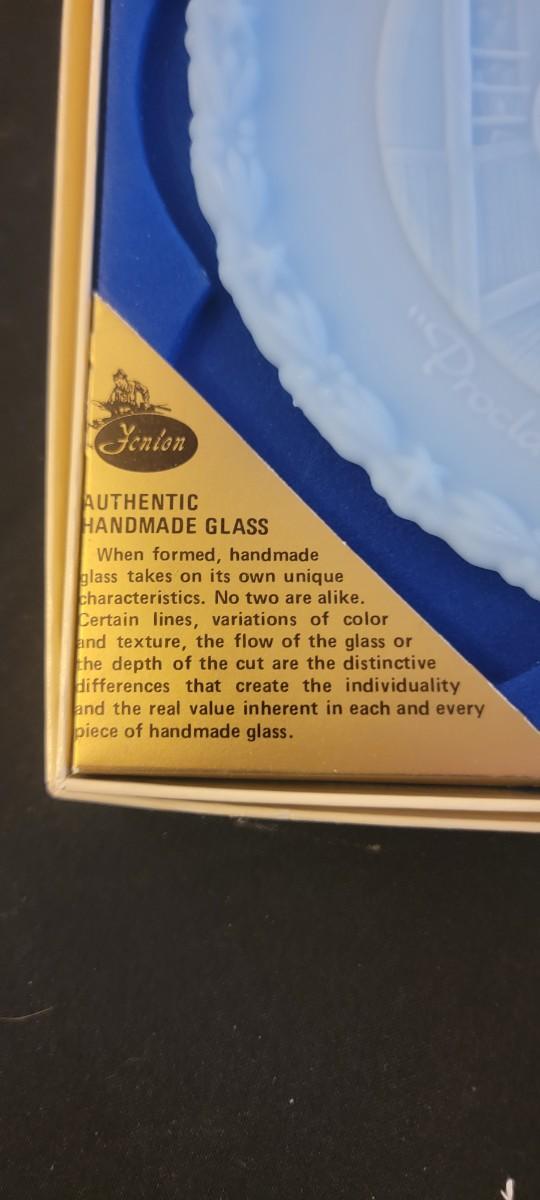 "Procla
Fenton
AUTHENTIC
HANDMADE GLASS
When formed, handmade
glass takes on its own unique
characteristics. No two are alike.
Certain lines, variations of color
and texture, the flow of the glass or
the depth of the cut are the distinctive
differences that create the individuality
and the real value inherent in each and every
piece of handmade glass.